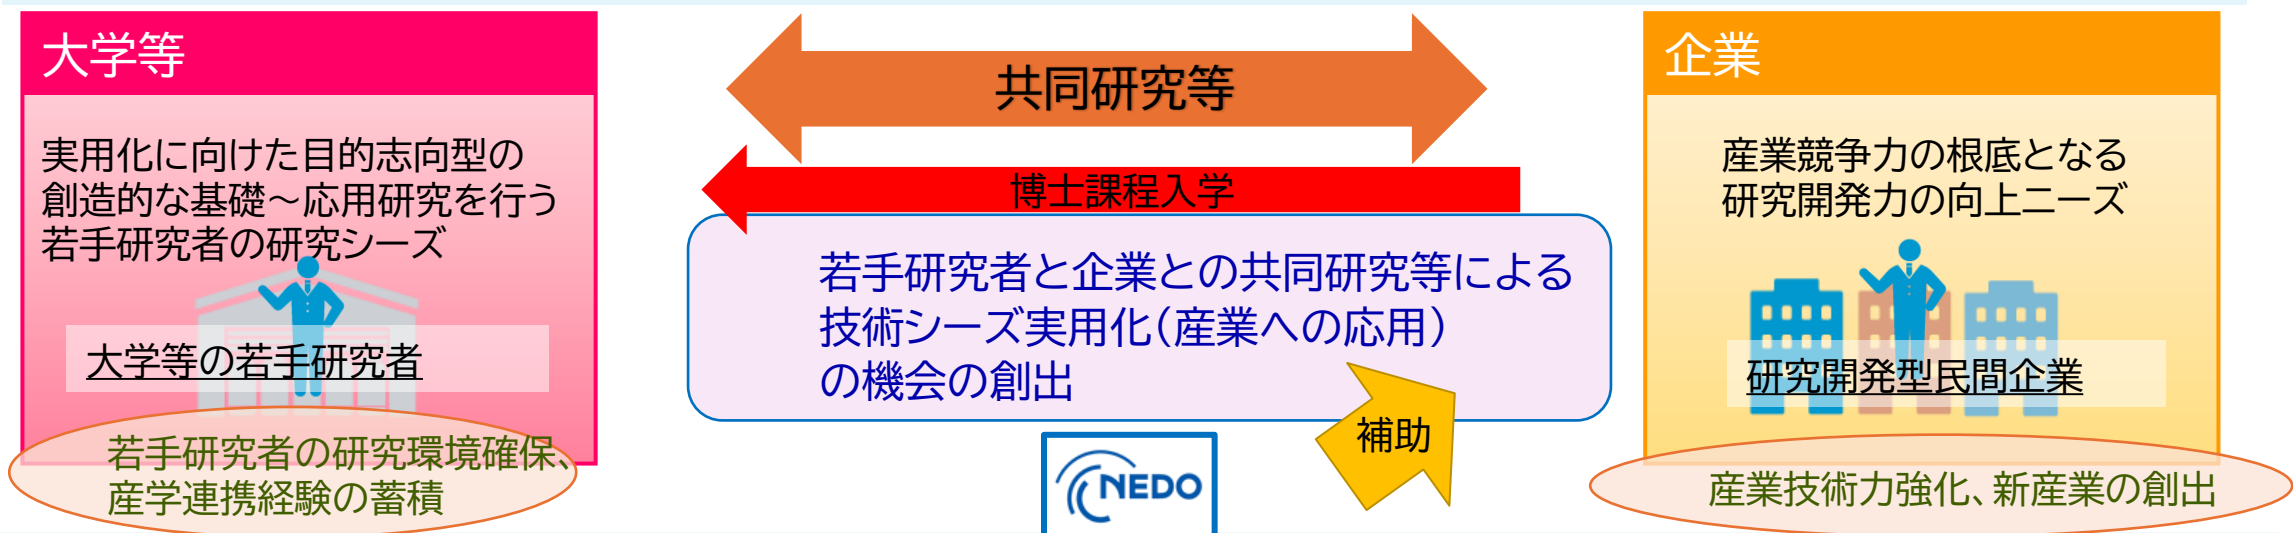 大学等
実用化に向けた目的志向型の
創造的な基礎～応用研究を行う
若手研究者の研究シーズ
大学等の若手研究者
若手研究者の研究環境確保、
産学連携経験の蓄積
共同研究等
博士課程入学
若手研究者と企業との共同研究等による
技術シーズ実用化（産業への応用）
の機会の創出
補助
NEDO
企業
産業競争力の根底となる
研究開発力の向上ニーズ
研究開発型民間企業
産業技術力強化、新産業の創出